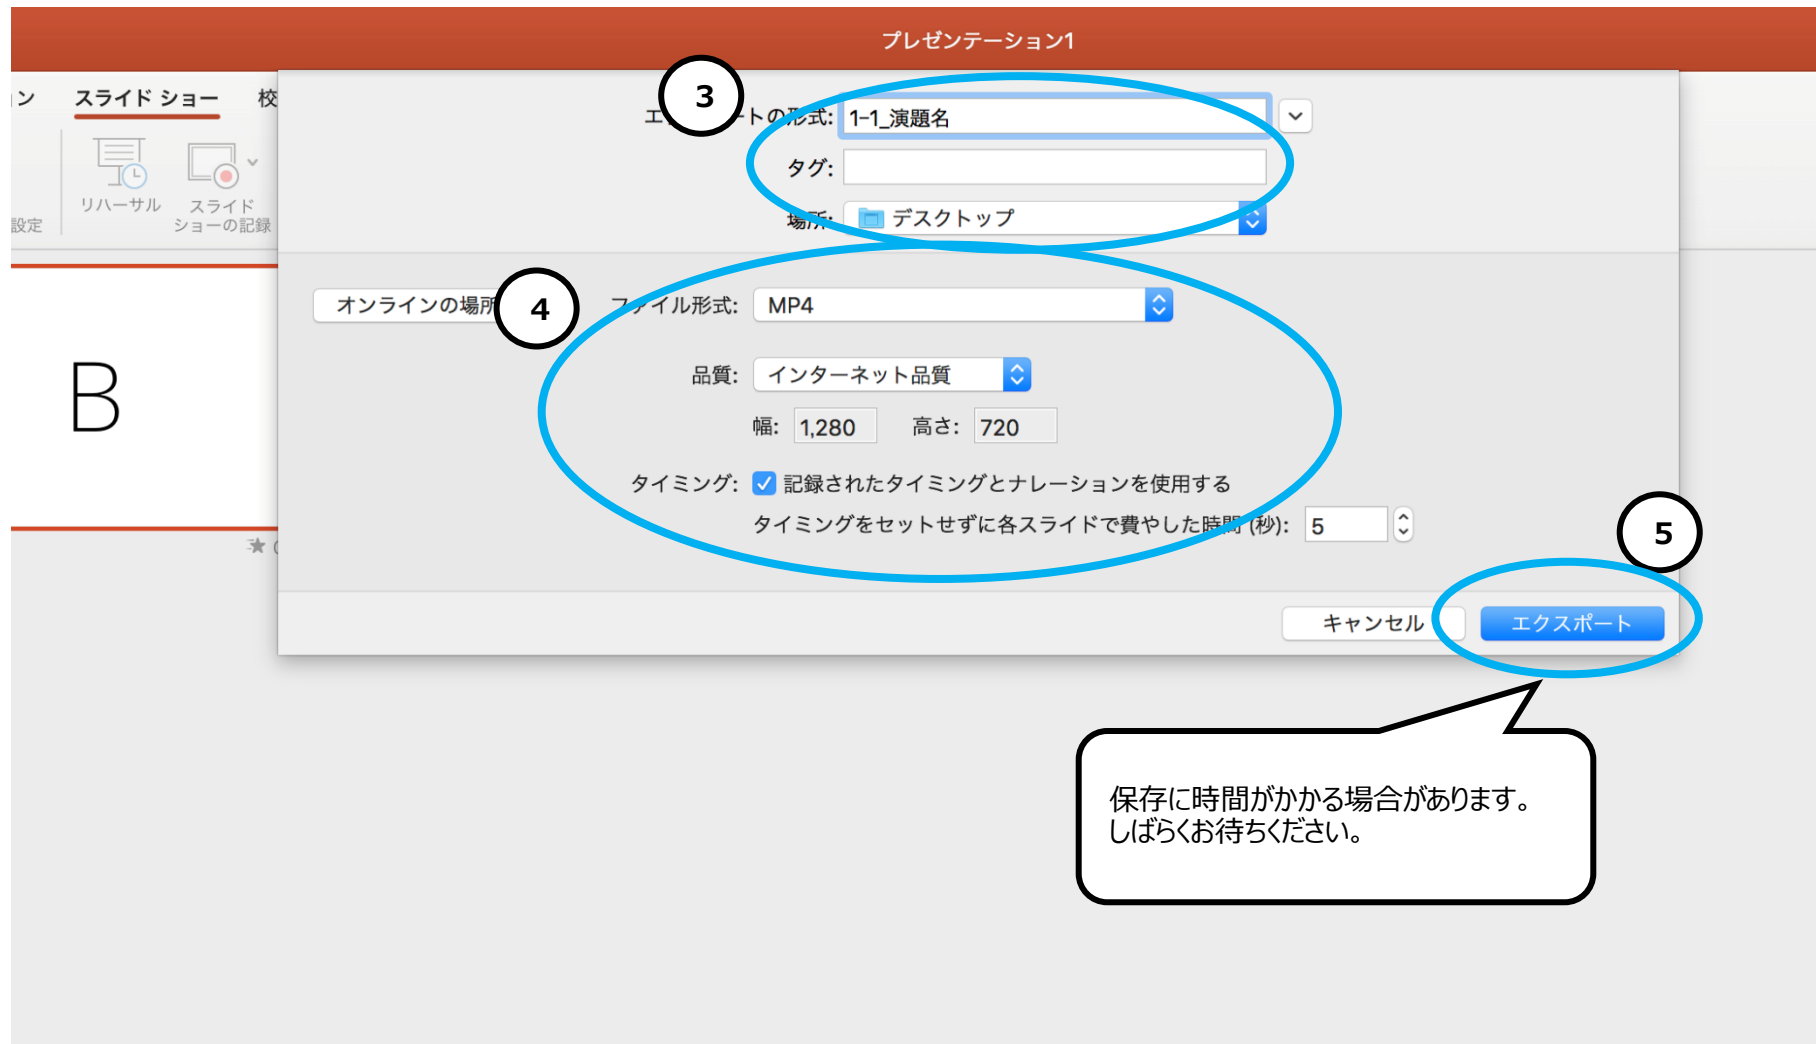 プレゼンテーション1
ン スライド ショー 校
3
エ ートの形式: 1-1_演題名
タグ:
場所: デスクトップ
リハーサル スライド
設定 ショーの記録
オンラインの場所
4
ファイル形式: MP4
品質: インターネット品質
幅: 1,280 高さ: 720
タイミング: 記録されたタイミングとナレーションを使用する
タイミングをセットせずに各スライドで費やした時間 (秒): 5
5
B
キャンセル エクスポート
保存に時間がかかる場合があります。
しばらくお待ちください。